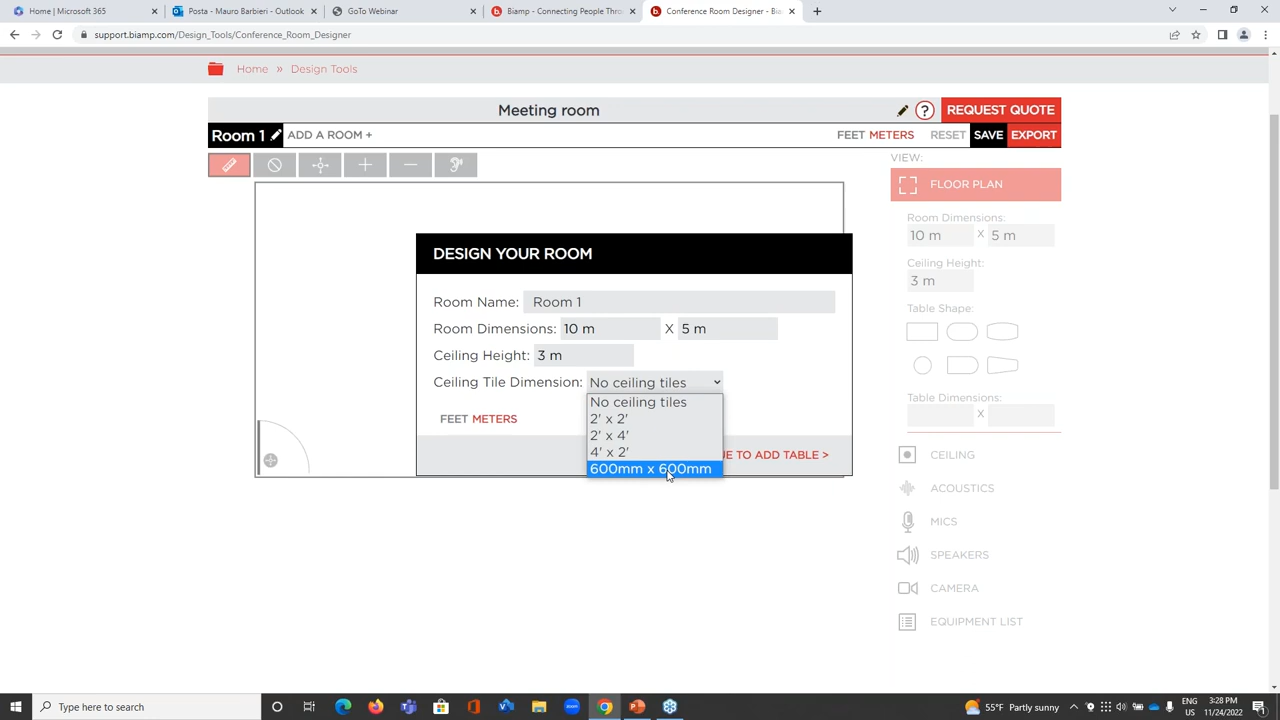 Home | Microsoft 365
Posta - Mauro Barbieri - Outlook
GoTo Webinar
Biamp - Connecting People Thro
Conference Room Designer - Bia
support.biamp.com/Design_Tools/Conference_Room_Designer
Home » Design Tools
Meeting room
? REQUEST QUOTE
Room 1 ADD A ROOM + FEET METERS RESET SAVE EXPORT
VIEW:
FLOOR PLAN
Room Dimensions:
10 m X 5 m
Ceiling Height:
3 m
Table Shape:
Table Dimensions:
X
CEILING
ACOUSTICS
MICS
SPEAKERS
CAMERA
EQUIPMENT LIST
DESIGN YOUR ROOM
Room Name: Room 1
Room Dimensions: 10 m X 5 m
Ceiling Height: 3 m
Ceiling Tile Dimension: No ceiling tiles
No ceiling tiles
2' x 2'
2' x 4'
4' x 2'
600mm x 600mm
FEET METERS
UE TO ADD TABLE >
Type here to search
55°F Partly sunny
ENG
US
3:28 PM
11/24/2022